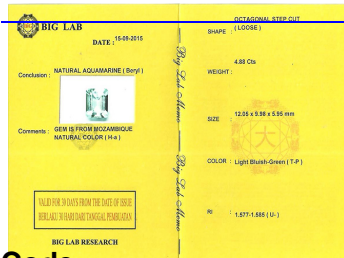 BIG LAB
DATE : 15-09-2015
Conclusion : NATURAL AQUAMARINE ( Beryl )
Comments : GEM IS FROM MOZAMBIQUE
NATURAL COLOR ( H-a )
VALID FOR 30 DAYS FROM THE DATE OF ISSUE
BERLAKU 30 HARI DARI TANGGAL PEMBUATAN
BIG LAB RESEARCH
Big Lab Memo
Big Lab Memo
SHAPE : OCTAGONAL STEP CUT
( LOOSE )
WEIGHT : 4.88 Cts
SIZE : 12.05 x 9.98 x 5.95 mm
大
COLOR : Light Bluish-Green ( T-P )
RI : 1.577-1.585 ( U- )